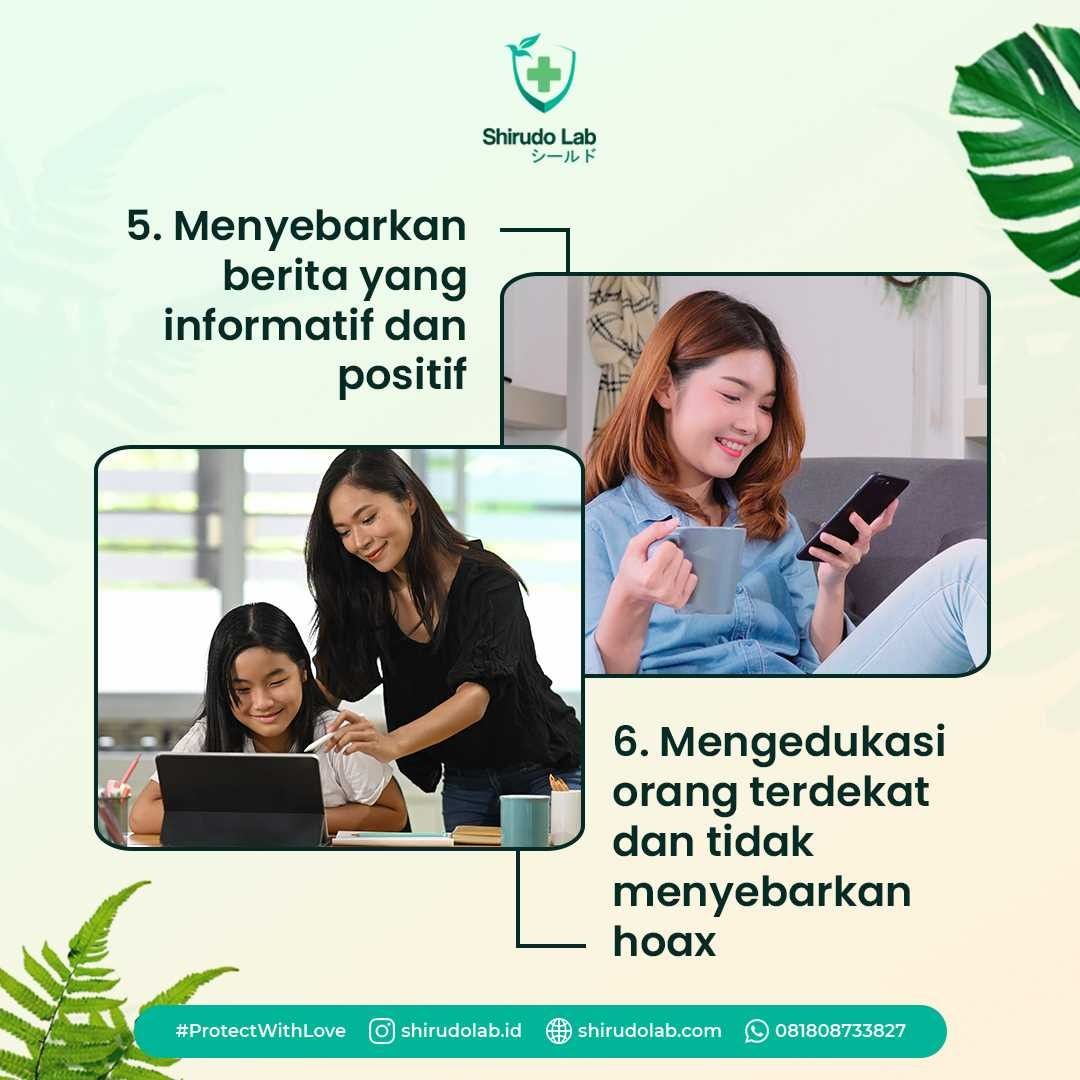 Shirudo Lab
シールド
5. Menyebarkan
berita yang
informatif dan
positif
6. Mengedukasi
orang terdekat
dan tidak
menyebarkan
hoax
#ProtectWithLove shirudolab.id shirudolab.com 081808733827